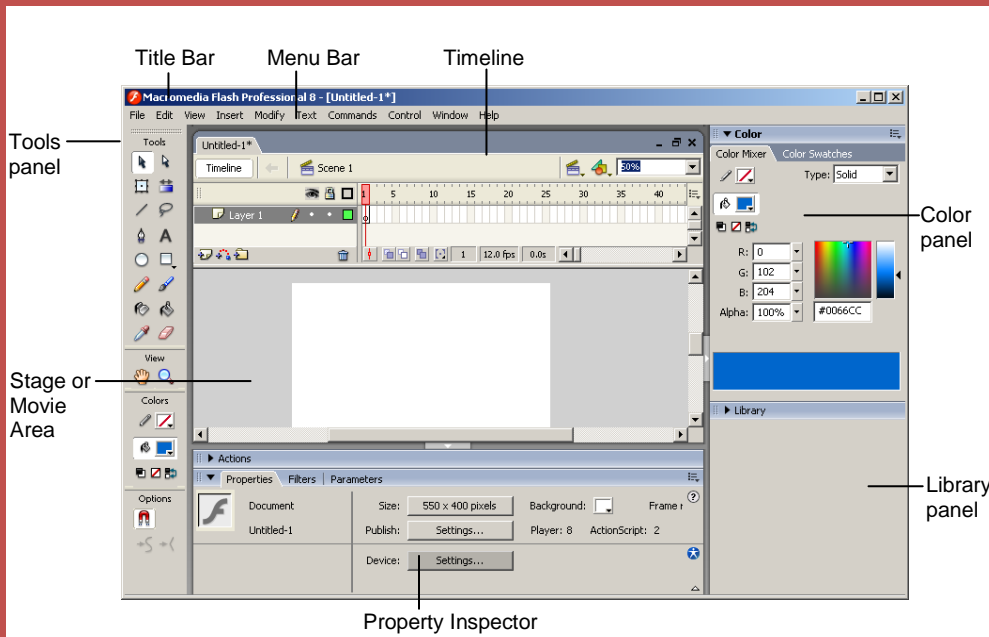 Title Bar Menu Bar Timeline
Macromedia Flash Professional 8 - [Untitled-1*]
File Edit View Insert Modify Text Commands Control Window Help
Tools panel
Tools
Untitled-1*
Timeline Scene 1 50%
1 5 10 15 20 25 30 35 40
Layer 1
1 12.0 fps 0.0s
Color
Color Mixer Color Swatches
Type: Solid
R: 0
G: 102
B: 204
Alpha: 100% #0066CC
Color
panel
View
Stage or
Movie
Area
Colors
Library
Actions
Properties Filters Parameters
Options
Document Size: 550 x 400 pixels Background: Frame r
Untitled-1 Publish: Settings... Player: 8 ActionScript: 2
Device: Settings...
Library
panel
Property Inspector